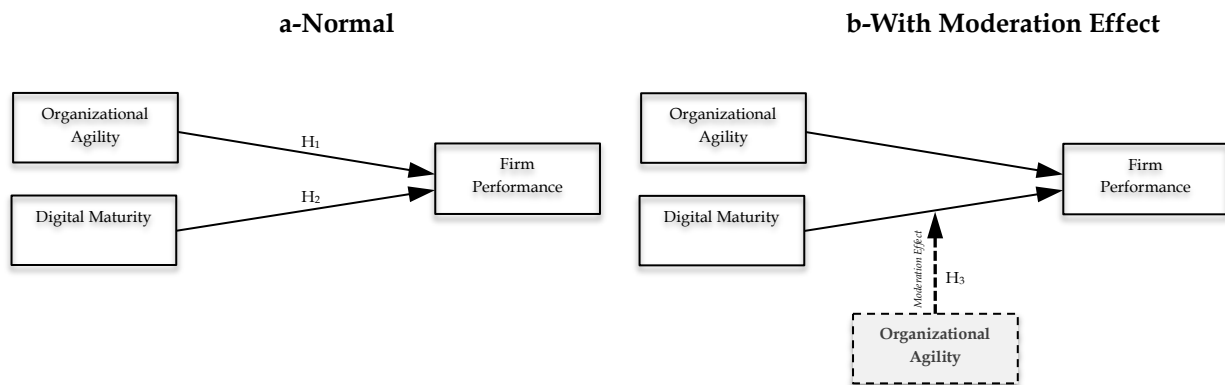 a-Normal
Organizational
Agility
H₁
Firm
Performance
H₂
Digital Maturity
b-With Moderation Effect
Organizational
Agility
Firm
Performance
Digital Maturity
Moderation Effect
H₃
Organizational
Agility